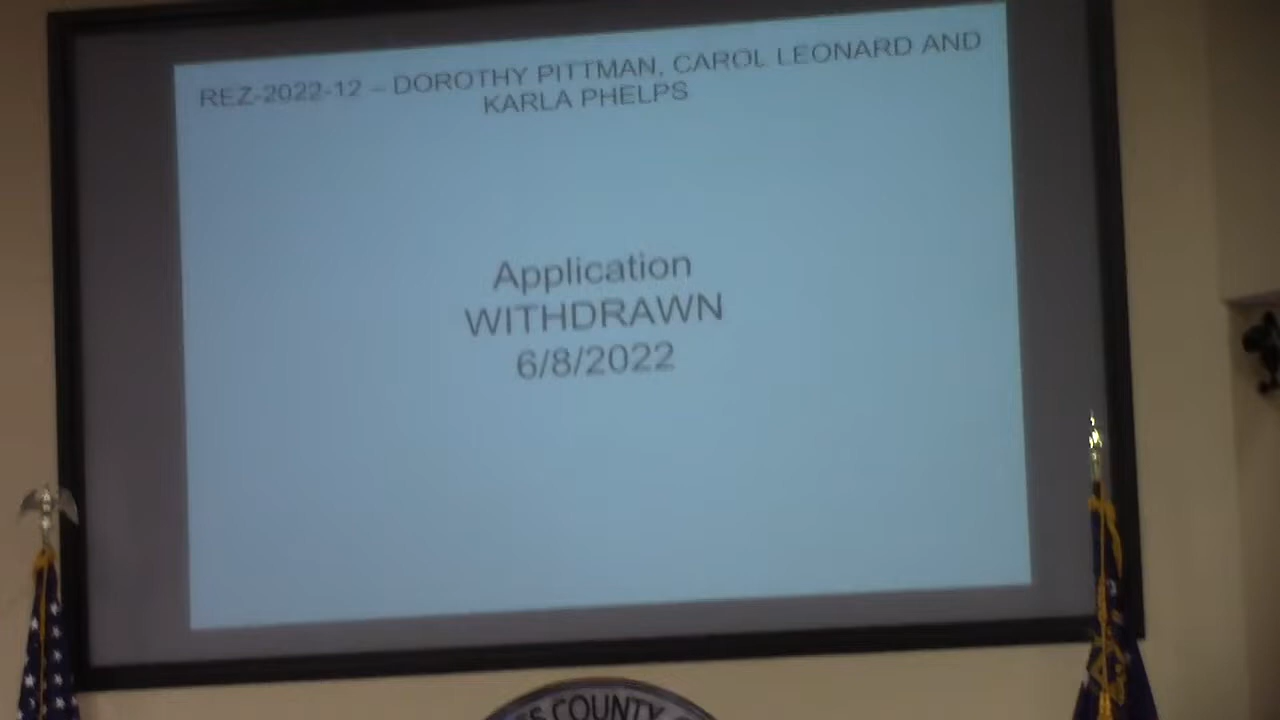 REZ-2022-12 – DOROTHY PITTMAN, CAROL LEONARD AND
KARLA PHELPS
Application
WITHDRAWN
6/8/2022
COUNTY